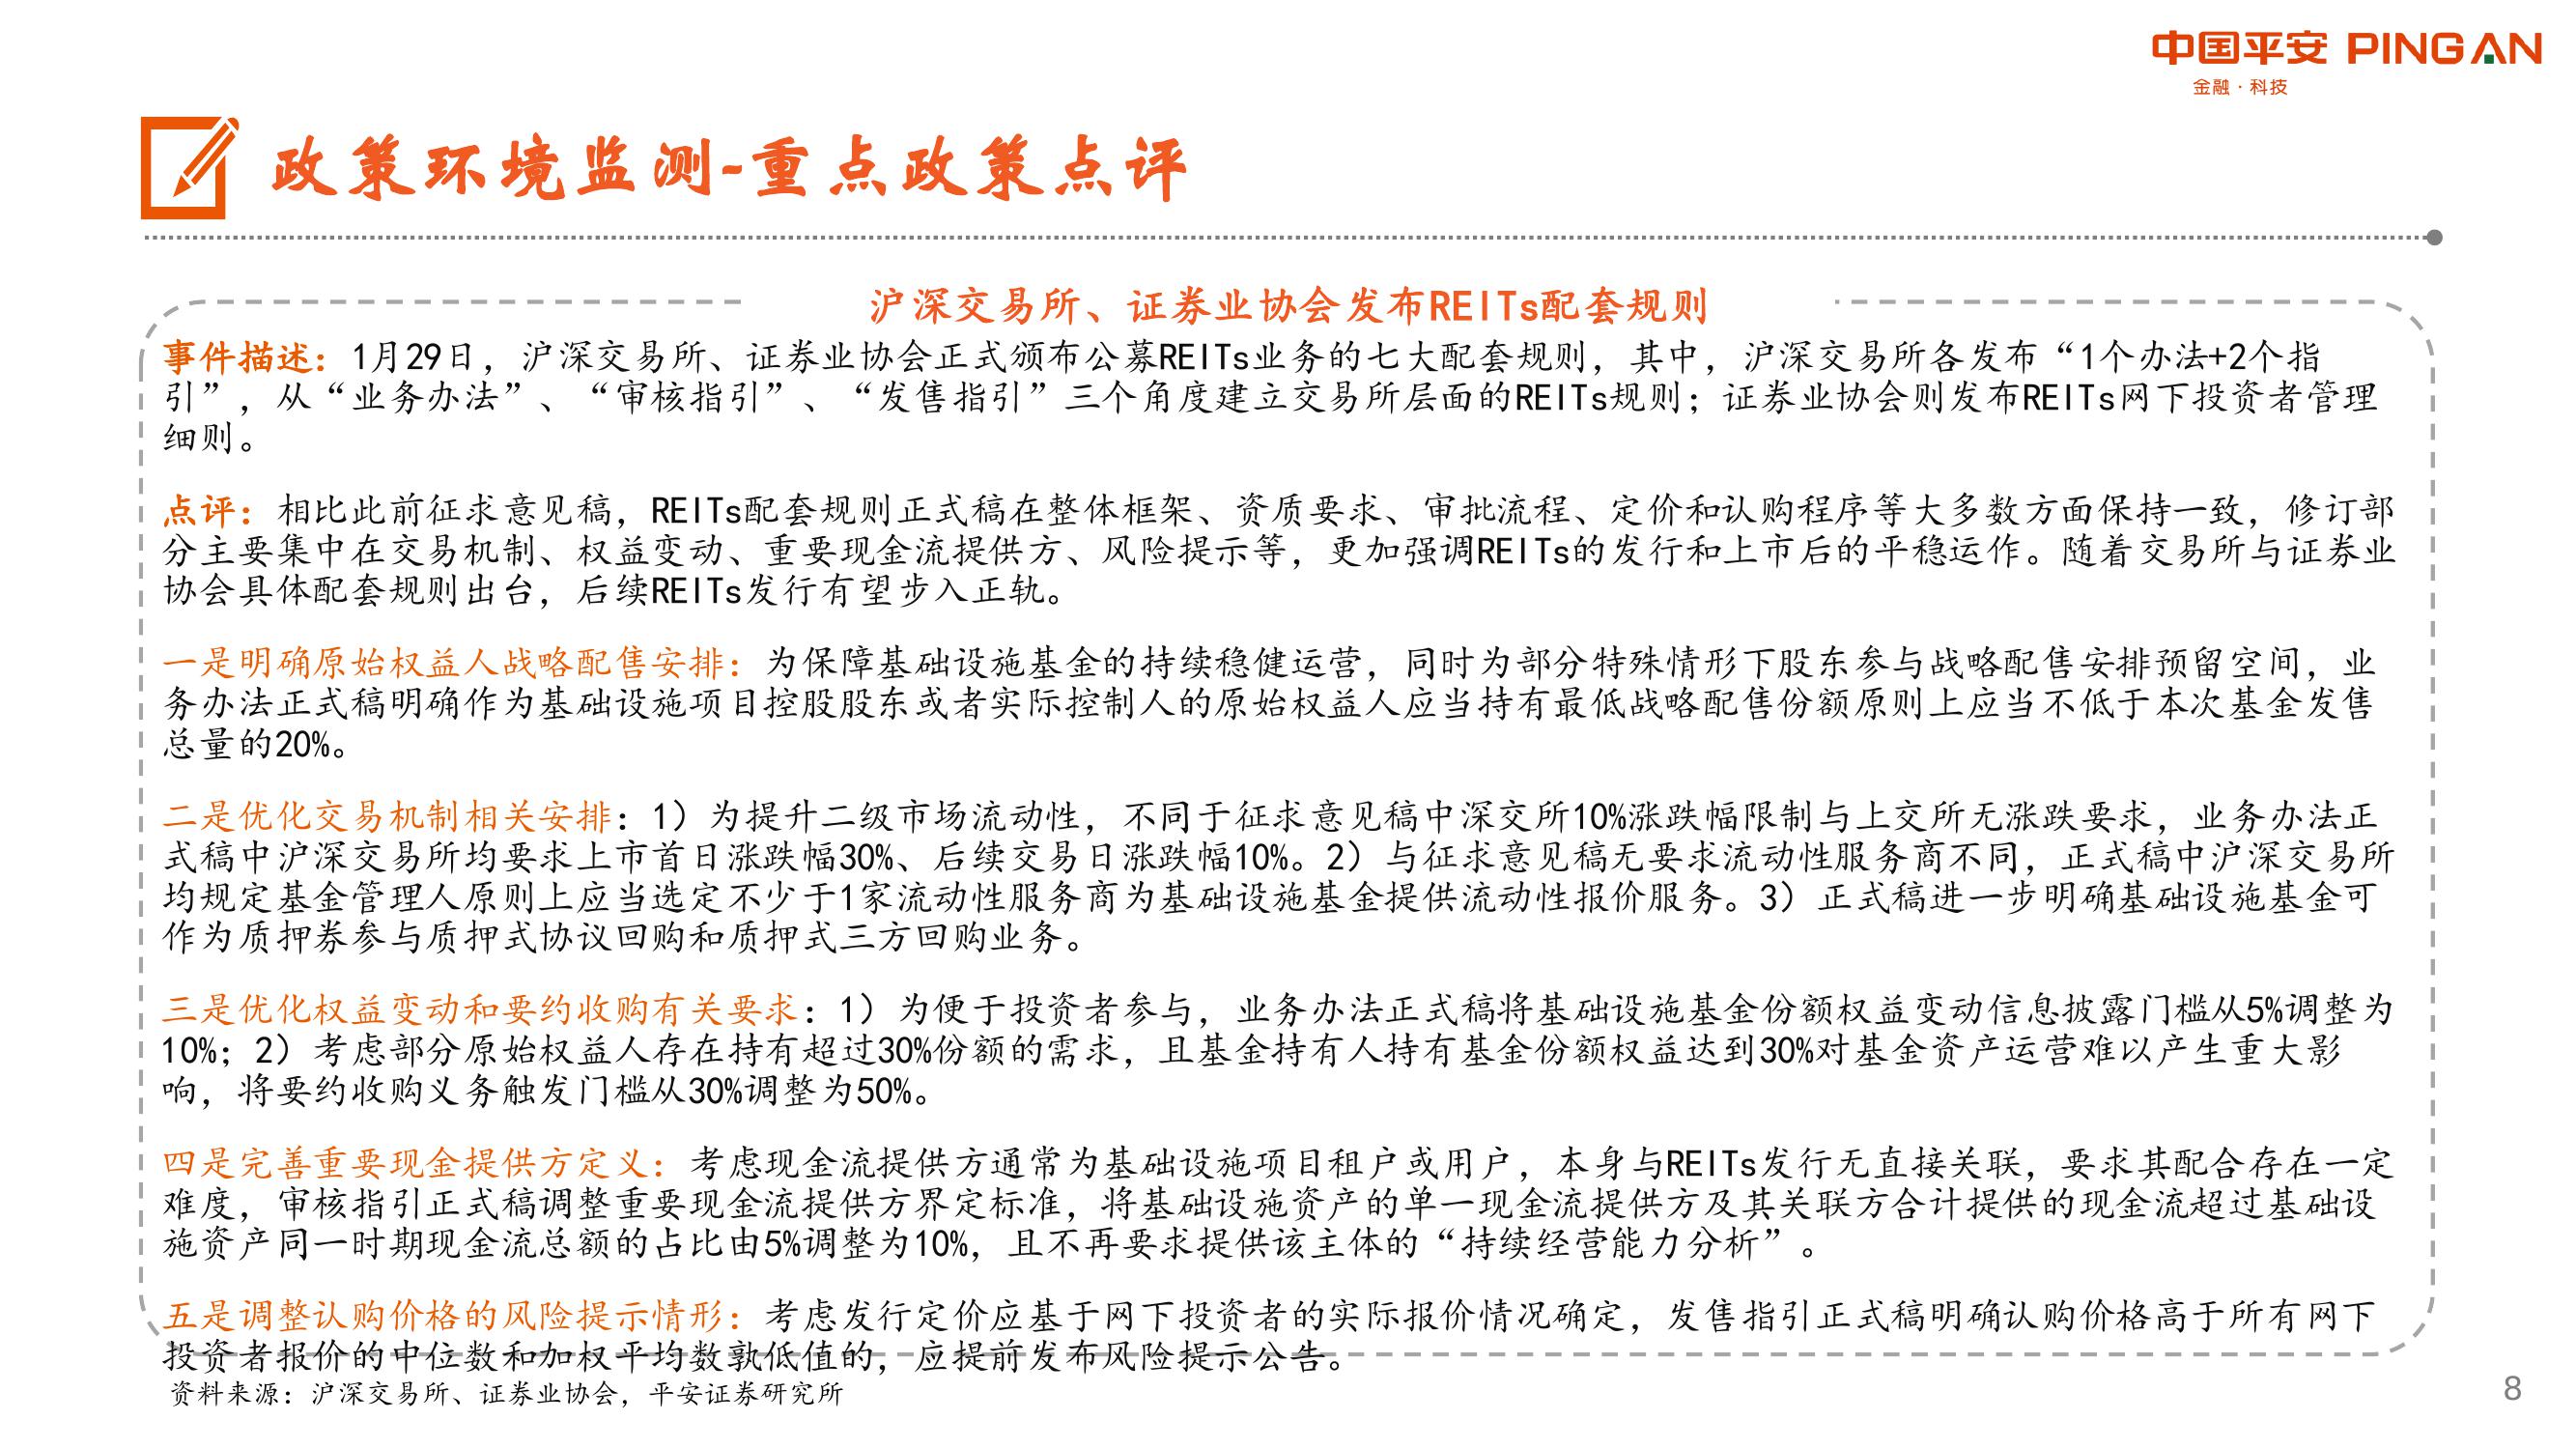 中国平安 PINGAN
金融·科技
政策环境监测-重点政策点评
沪深交易所、证券业协会发布REITs配套规则
事件描述：1月29日，沪深交易所、证券业协会正式颁布公募REITs业务的七大配套规则，其中，沪深交易所各发布“1个办法+2个指
引”，从“业务办法”、“审核指引”、“发售指引”三个角度建立交易所层面的REITs规则；证券业协会则发布REITs网下投资者管理
细则。
点评：相比此前征求意见稿，REITs配套规则正式稿在整体框架、资质要求、审批流程、定价和认购程序等大多数方面保持一致，修订部
分主要集中在交易机制、权益变动、重要现金流提供方、风险提示等，更加强调REITs的发行和上市后的平稳运作。随着交易所与证券业
协会具体配套规则出台，后续REITs发行有望步入正轨。
一是明确原始权益人战略配售安排：为保障基础设施基金的持续稳健运营，同时为部分特殊情形下股东参与战略配售安排预留空间，业
务办法正式稿明确作为基础设施项目控股股东或者实际控制人的原始权益人应当持有最低战略配售份额原则上应当不低于本次基金发售
总量的20%。
二是优化交易机制相关安排：1）为提升二级市场流动性，不同于征求意见稿中深交所10%涨跌幅限制与上交所无涨跌要求，业务办法正
式稿中沪深交易所均要求上市首日涨跌幅30%、后续交易日涨跌幅10%。2）与征求意见稿无要求流动性服务商不同，正式稿中沪深交易所
均规定基金管理人原则上应当选定不少于1家流动性服务商为基础设施基金提供流动性报价服务。3）正式稿进一步明确基础设施基金可
作为质押券参与质押式协议回购和质押式三方回购业务。
三是优化权益变动和要约收购有关要求：1）为便于投资者参与，业务办法正式稿将基础设施基金份额权益变动信息披露门槛从5%调整为
10%；2）考虑部分原始权益人存在持有超过30%份额的需求，且基金持有人持有基金份额权益达到30%对基金资产运营难以产生重大影
响，将要约收购义务触发门槛从30%调整为50%。
四是完善重要现金提供方定义：考虑现金流提供方通常为基础设施项目租户或用户，本身与REITs发行无直接关联，要求其配合存在一定
难度，审核指引正式稿调整重要现金流提供方界定标准，将基础设施资产的单一现金流提供方及其关联方合计提供的现金流超过基础设
施资产同一时期现金流总额的占比由5%调整为10%，且不再要求提供该主体的“持续经营能力分析”。
五是调整认购价格的风险提示情形：考虑发行定价应基于网下投资者的实际报价情况确定，发售指引正式稿明确认购价格高于所有网下
投资者报价的中位数和加权平均数孰低值的，应提前发布风险提示公告。
资料来源：沪深交易所、证券业协会，平安证券研究所
8